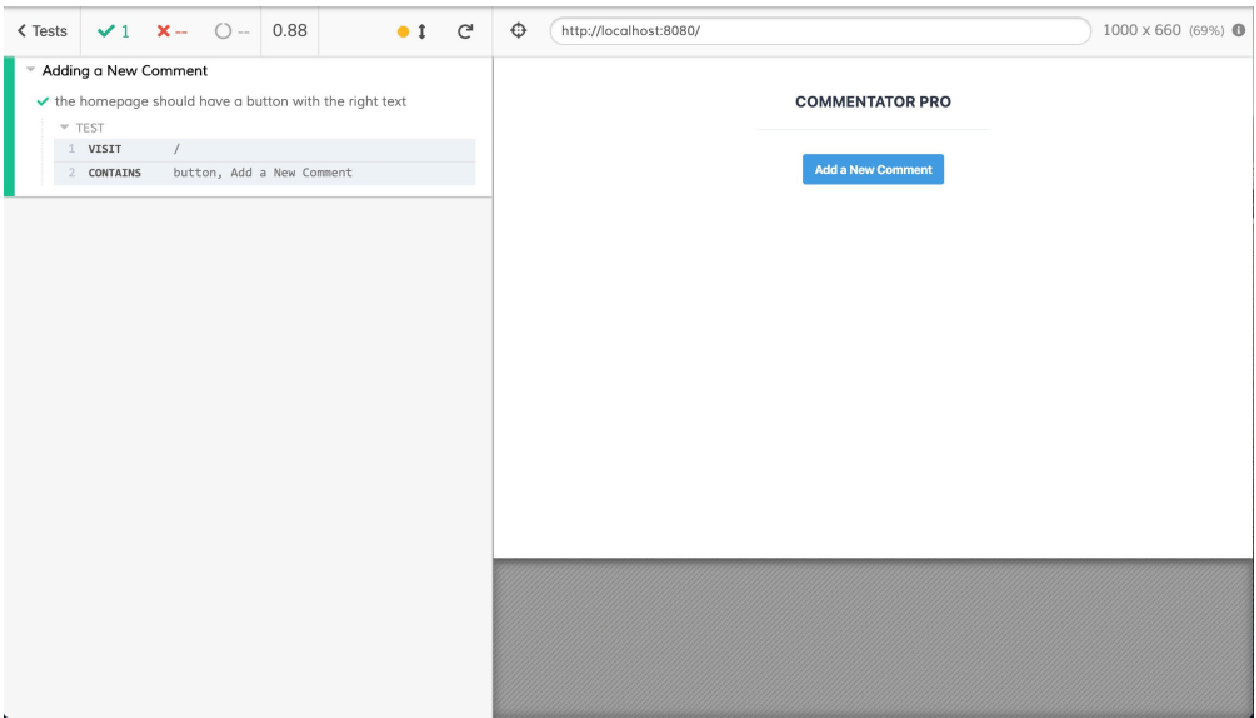 Tests 1 -- -- 0.88
http://localhost:8080/ 1000 x 660 (69%)
Adding a New Comment
the homepage should have a button with the right text
TEST
1 VISIT /
2 CONTAINS button, Add a New Comment
COMMENTATOR PRO
Add a New Comment